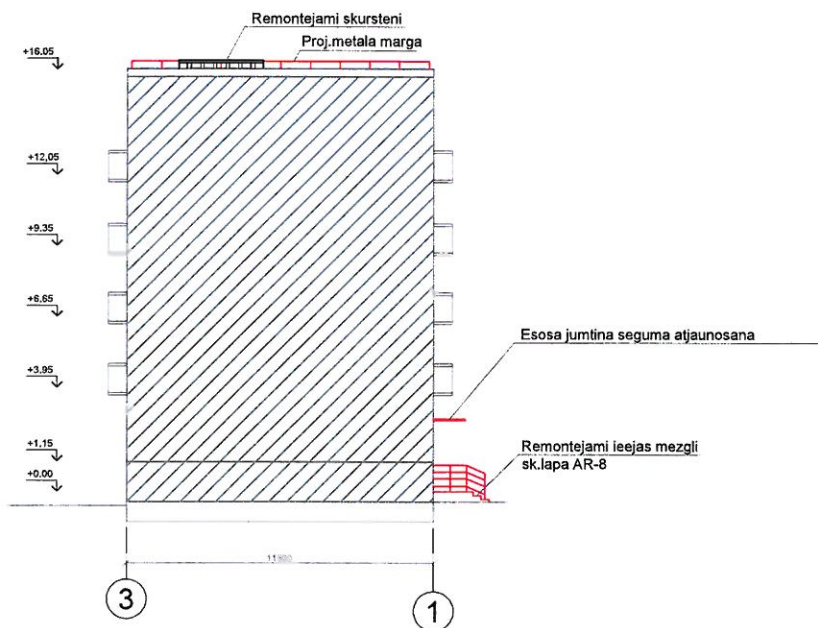 Remontejami skursteni
Proj.metala marga
+16.05
+12,05
+9.35
+6,65
Esosa jumtina seguma atjaunosana
+3,95
+1,15
Remontejami ieejas mezgli
sk.lapa AR-8
+0.00
3
1